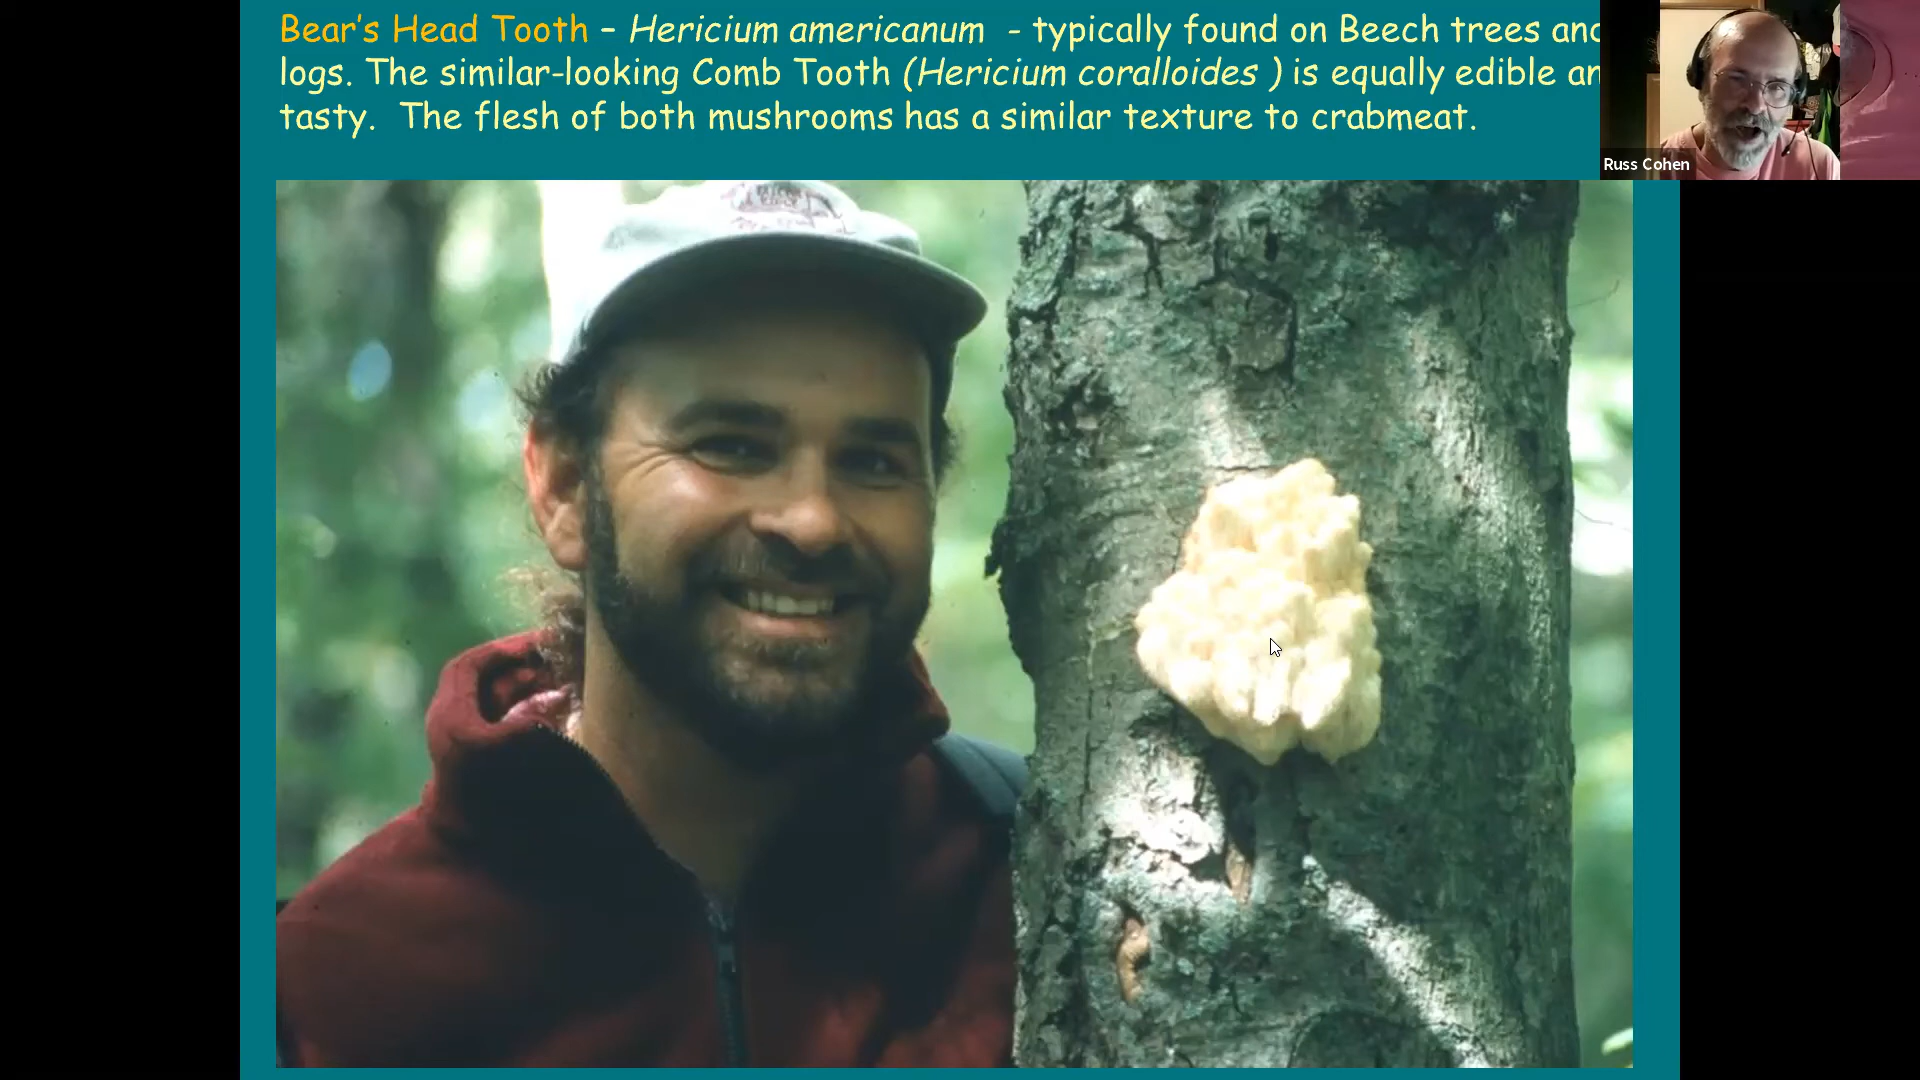 Bear's Head Tooth – Hericium americanum - typically found on Beech trees and
logs. The similar-looking Comb Tooth (Hericium coralloides ) is equally edible an
tasty. The flesh of both mushrooms has a similar texture to crabmeat.
Russ Cohen